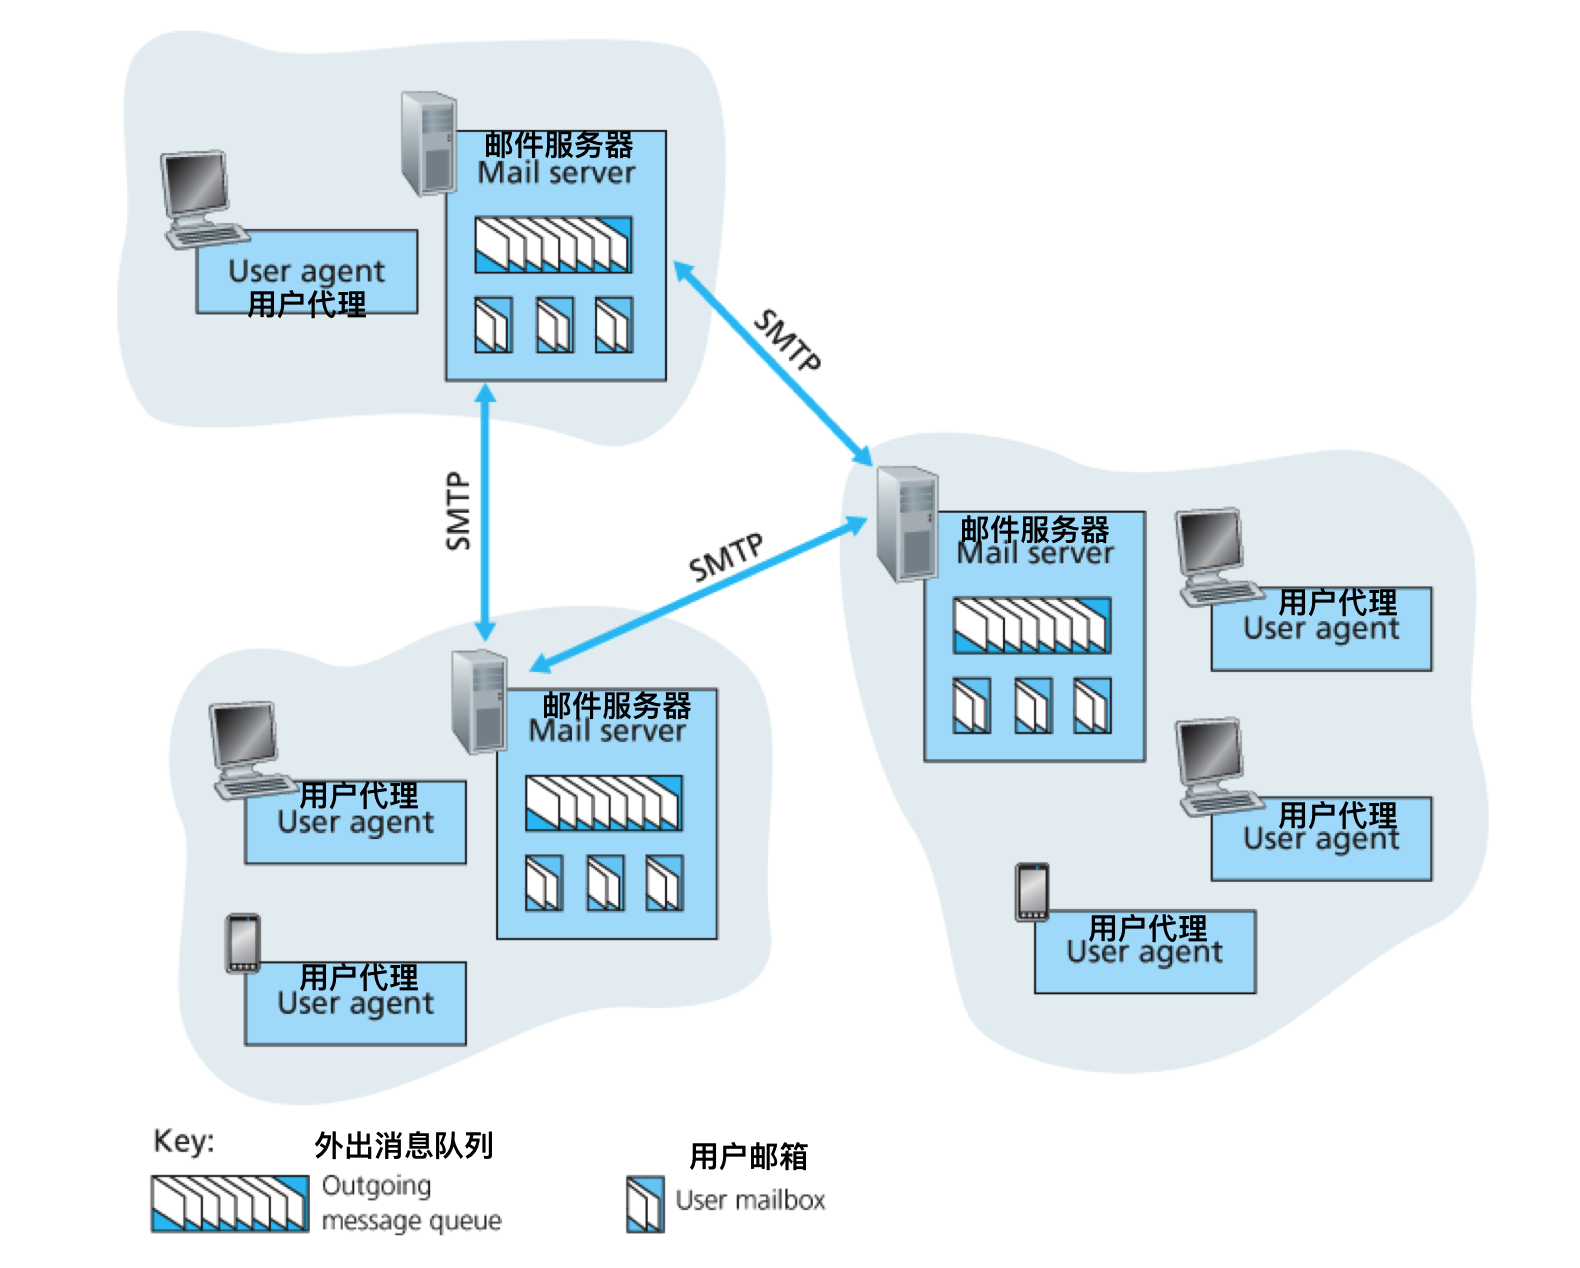 邮件服务器
Mail server
User agent
用户代理
SMTP
SMTP
SMTP
邮件服务器
Mail server
用户代理
User agent
用户代理
User agent
用户代理
User agent
邮件服务器
Mail server
用户代理
User agent
用户代理
User agent
Key:
外出消息队列
Outgoing
message queue
用户邮箱
User mailbox